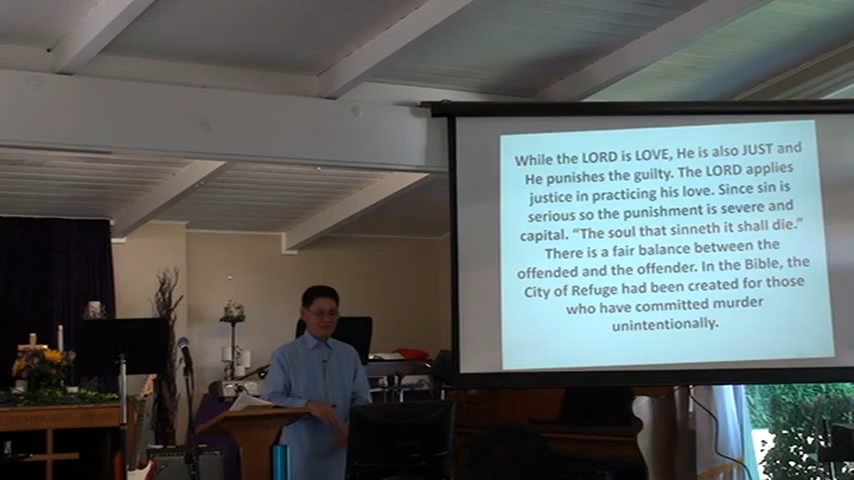 While the LORD is LOVE, He is also JUST and
He punishes the guilty. The LORD applies
justice in practicing his love. Since sin is
serious so the punishment is severe and
capital. “The soul that sinneth it shall die.”
There is a fair balance between the
offended and the offender. In the Bible, the
City of Refuge had been created for those
who have committed murder
unintentionally.